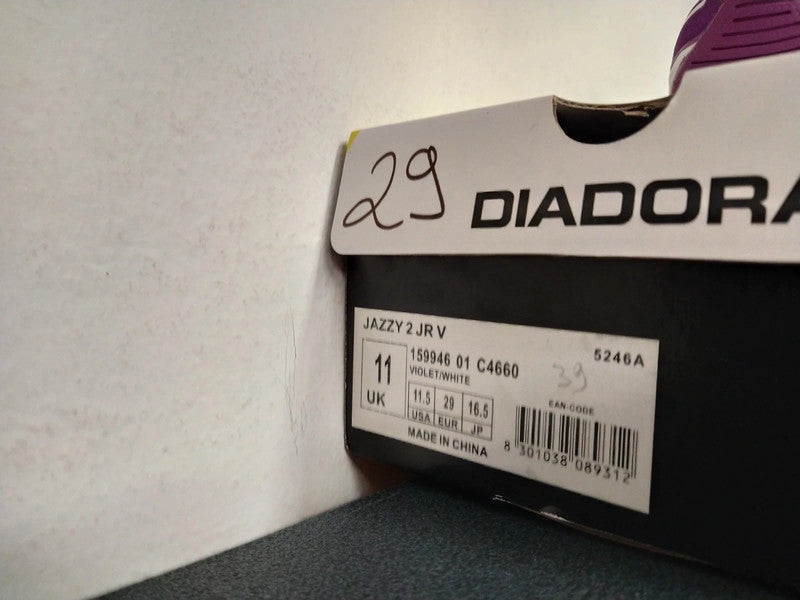 29
DIADORA
JAZZY 2 JR V
5246A
159946 01 C4660
VIOLET/WHITE
39
11
UK
11.5 29 16.5
USA EUR JP
EAN-CODE
MADE IN CHINA
8 301038 089312